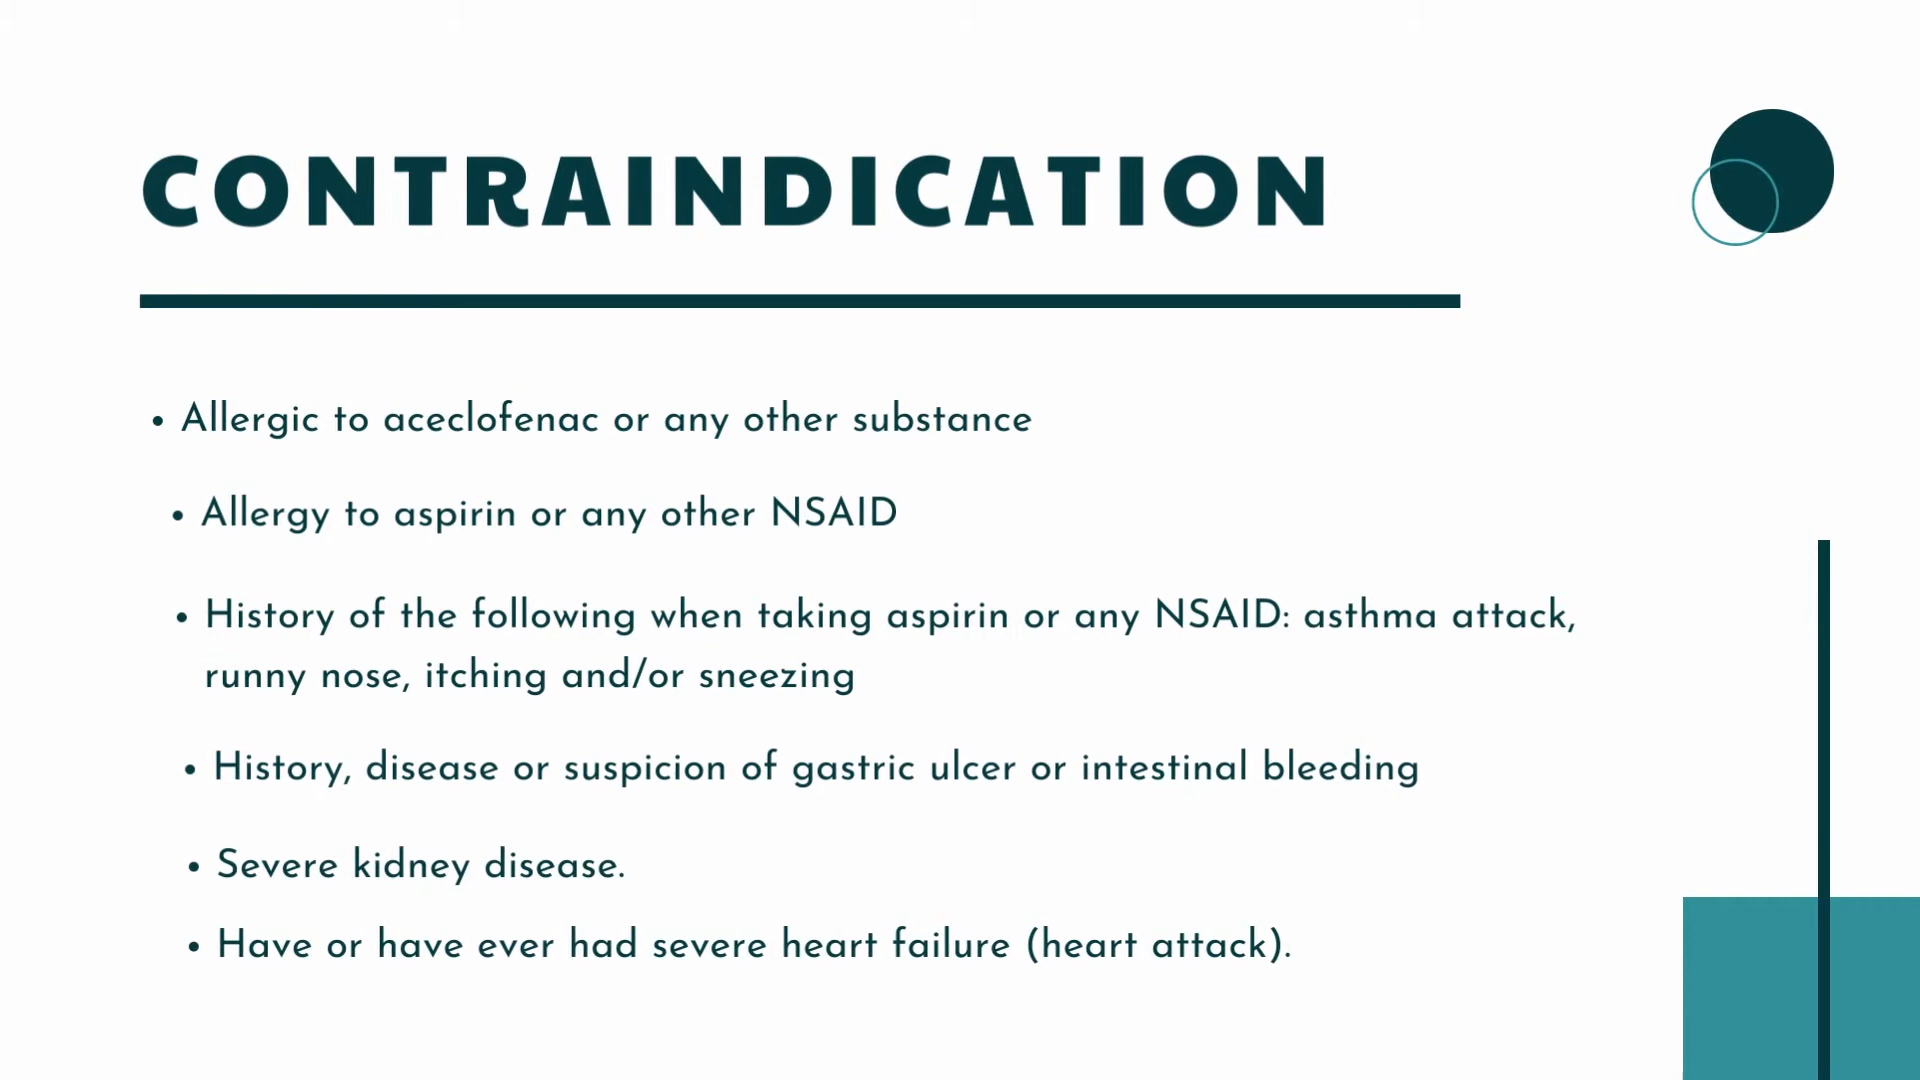 CONTRAINDICATION
• Allergic to aceclofenac or any other substance
• Allergy to aspirin or any other NSAID
• History of the following when taking aspirin or any NSAID: asthma attack,
runny nose, itching and/or sneezing
• History, disease or suspicion of gastric ulcer or intestinal bleeding
• Severe kidney disease.
• Have or have ever had severe heart failure (heart attack).